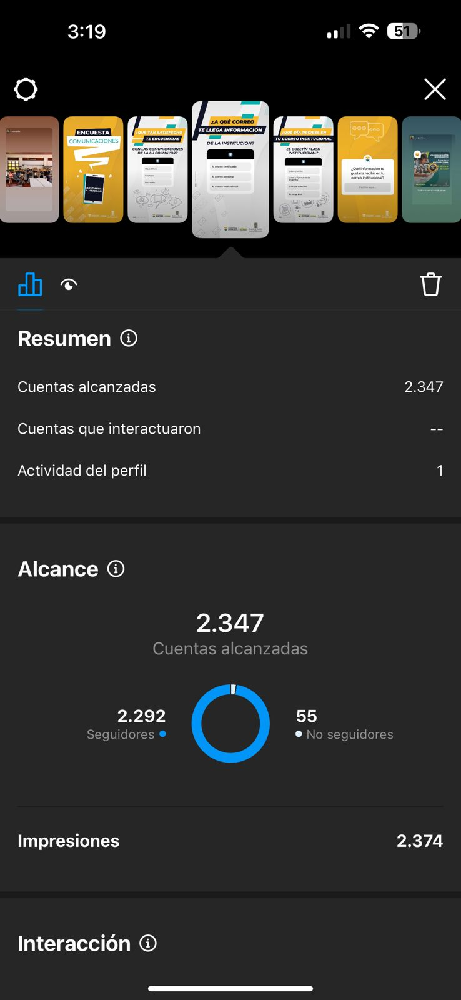 3:19
51
ENCUESTA
COMUNICACIONES
¡AYÚDANOS
A MEJORAR!
¿QUÉ TAN SATISFECHO
TE ENCUENTRAS
CON LAS COMUNICACIONES
DE LA I.U COLMAYOR?
¿A QUÉ CORREO
TE LLEGA INFORMACIÓN
DE LA INSTITUCIÓN?
Al correo certificado
Al correo personal
Al correo institucional
¿QUÉ DÍA RECIBES EN
TU CORREO INSTITUCIONAL
EL BOLETÍN FLASH
INSTITUCIONAL?
¿Qué información te
gustaría recibir en tu
correo institucional?
Resumen
Cuentas alcanzadas 2.347
Cuentas que interactuaron --
Actividad del perfil 1
Alcance
2.347
Cuentas alcanzadas
2.292
Seguidores
55
No seguidores
Impresiones 2.374
Interacción